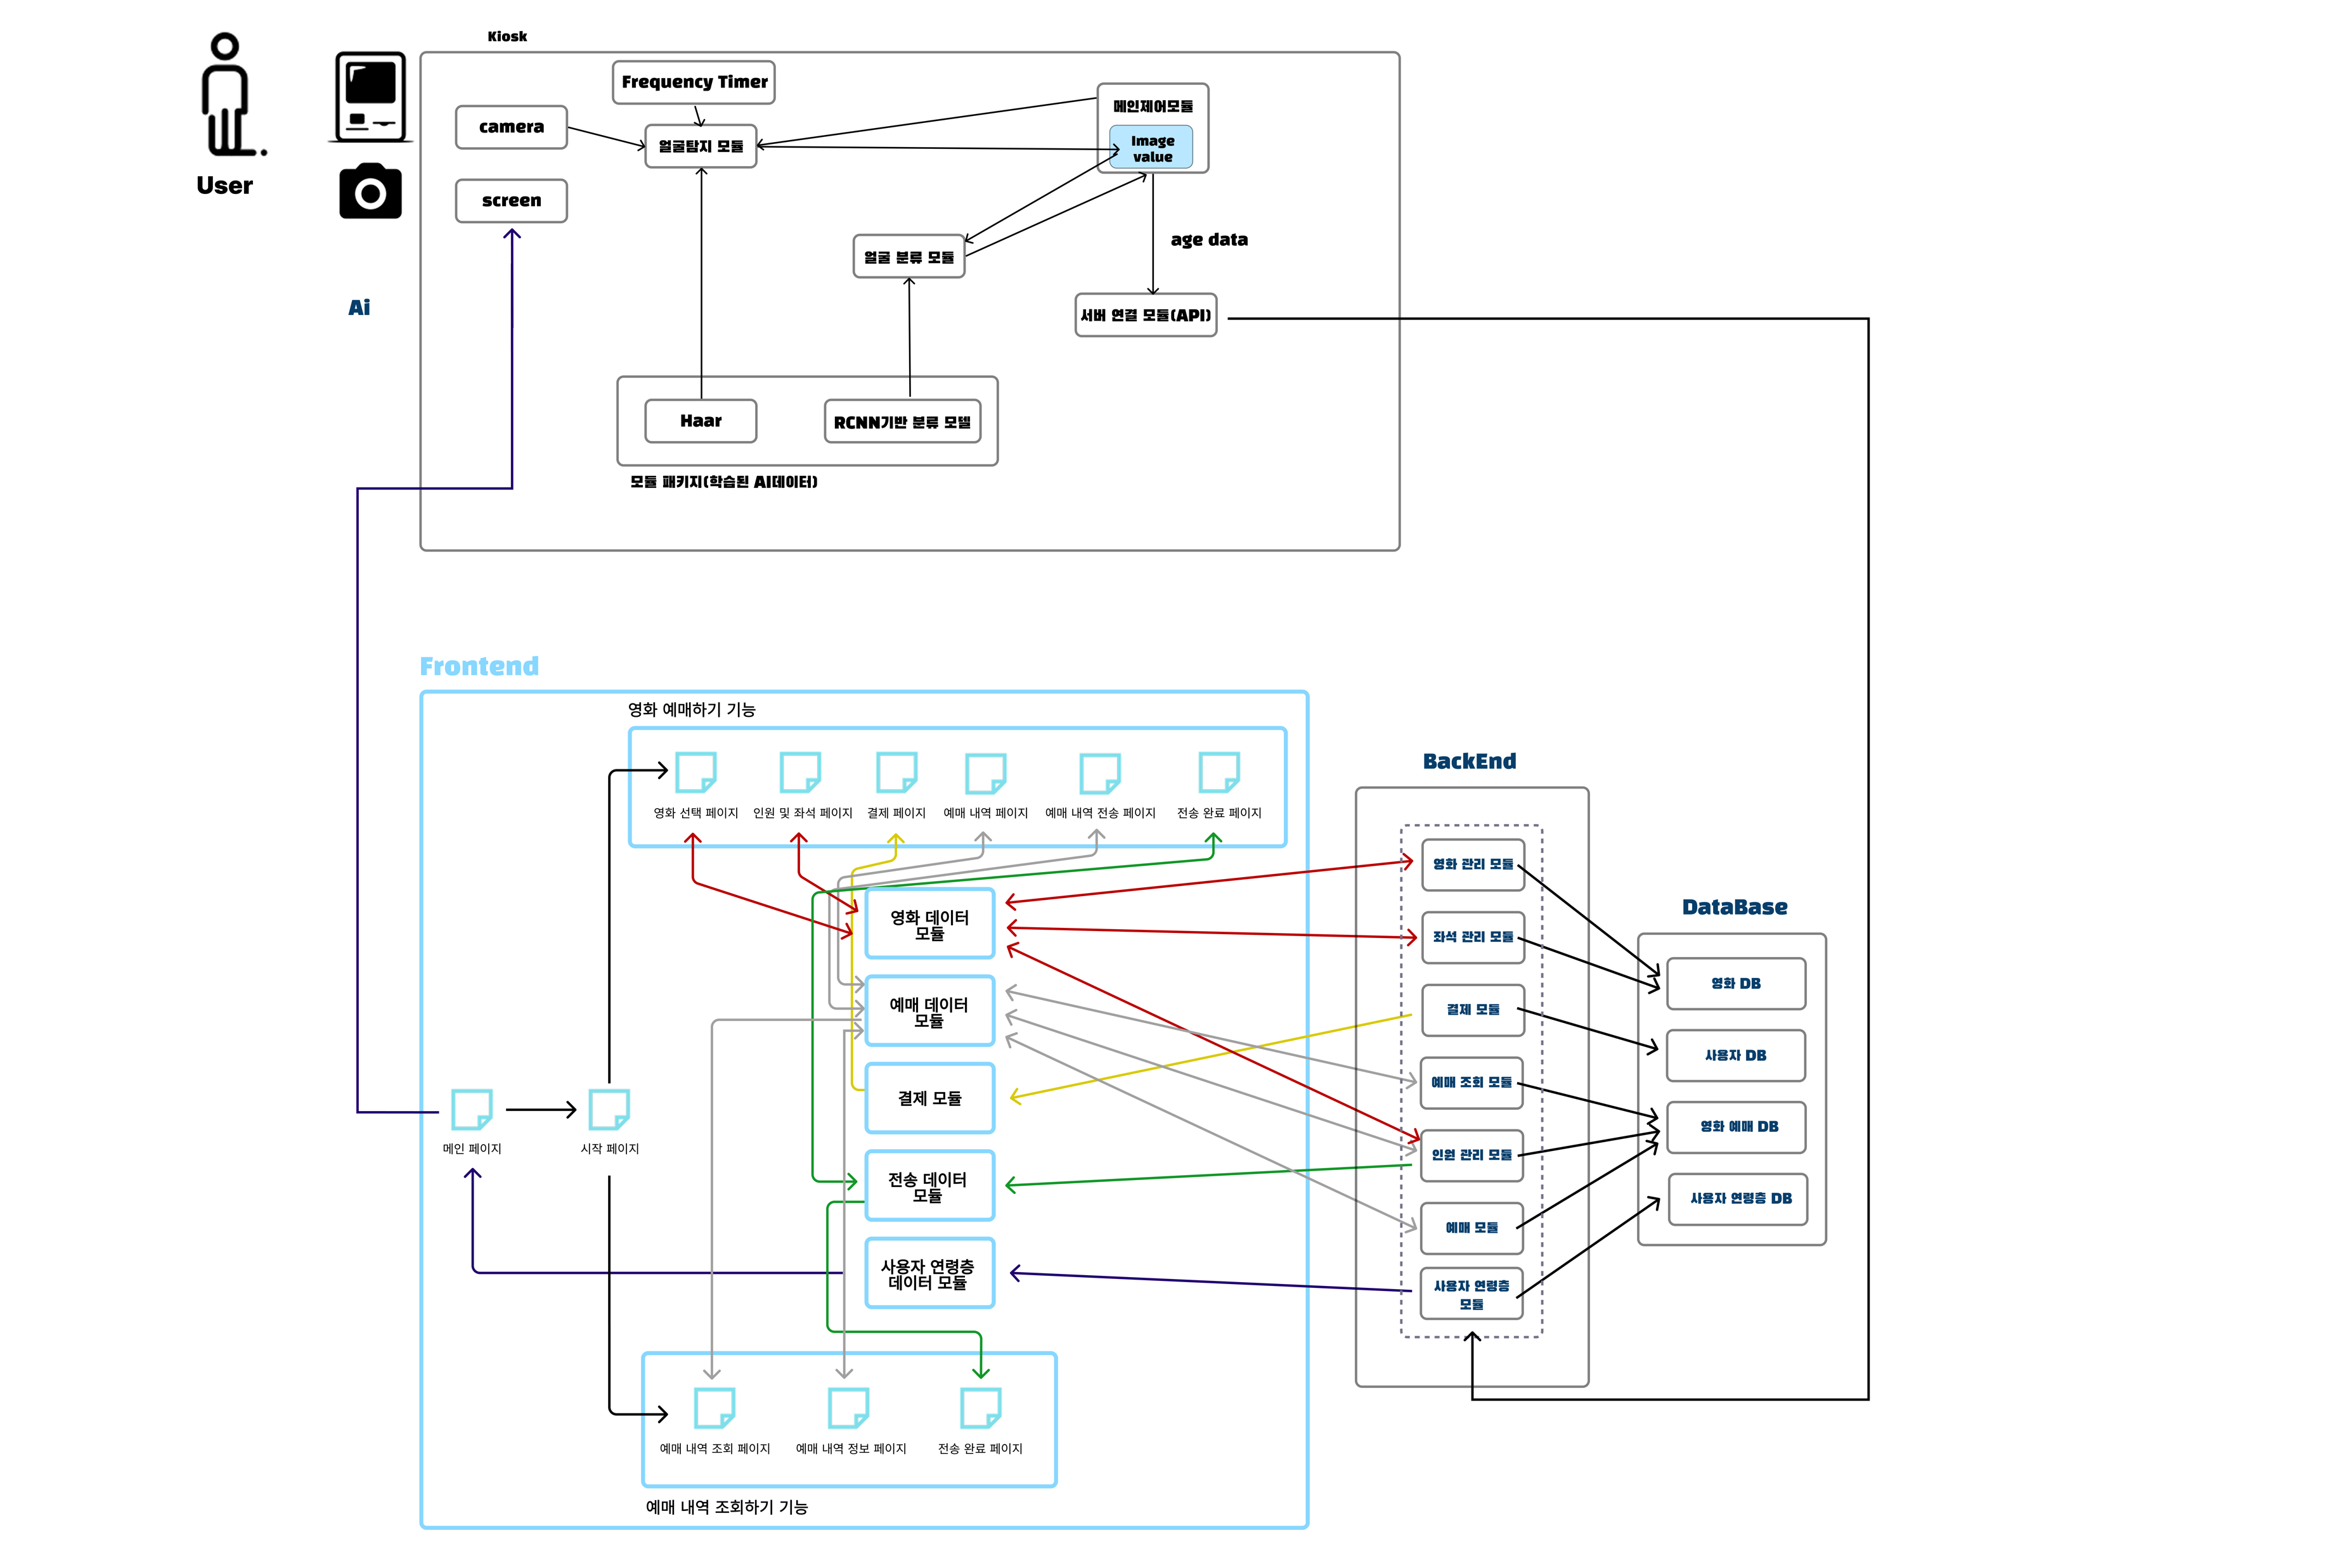 Kiosk
User
Ai
Frequency Timer
camera
얼굴탐지 모듈
screen
메인제어모듈
Image
value
얼굴 분류 모듈
age data
서버 연결 모듈(API)
Haar
RCNN기반 분류 모델
모듈 패키지(학습된 AI데이터)
Frontend
영화 예매하기 기능
영화 선택 페이지
인원 및 좌석 페이지
결제 페이지
예매 내역 페이지
예매 내역 전송 페이지
전송 완료 페이지
영화 데이터
모듈
예매 데이터
모듈
결제 모듈
전송 데이터
모듈
사용자 연령층
데이터 모듈
메인 페이지
시작 페이지
예매 내역 조회 페이지
예매 내역 정보 페이지
전송 완료 페이지
예매 내역 조회하기 기능
BackEnd
영화 관리 모듈
좌석 관리 모듈
결제 모듈
예매 조회 모듈
인원 관리 모듈
예매 모듈
사용자 연령층
모듈
DataBase
영화 DB
사용자 DB
영화 예매 DB
사용자 연령층 DB